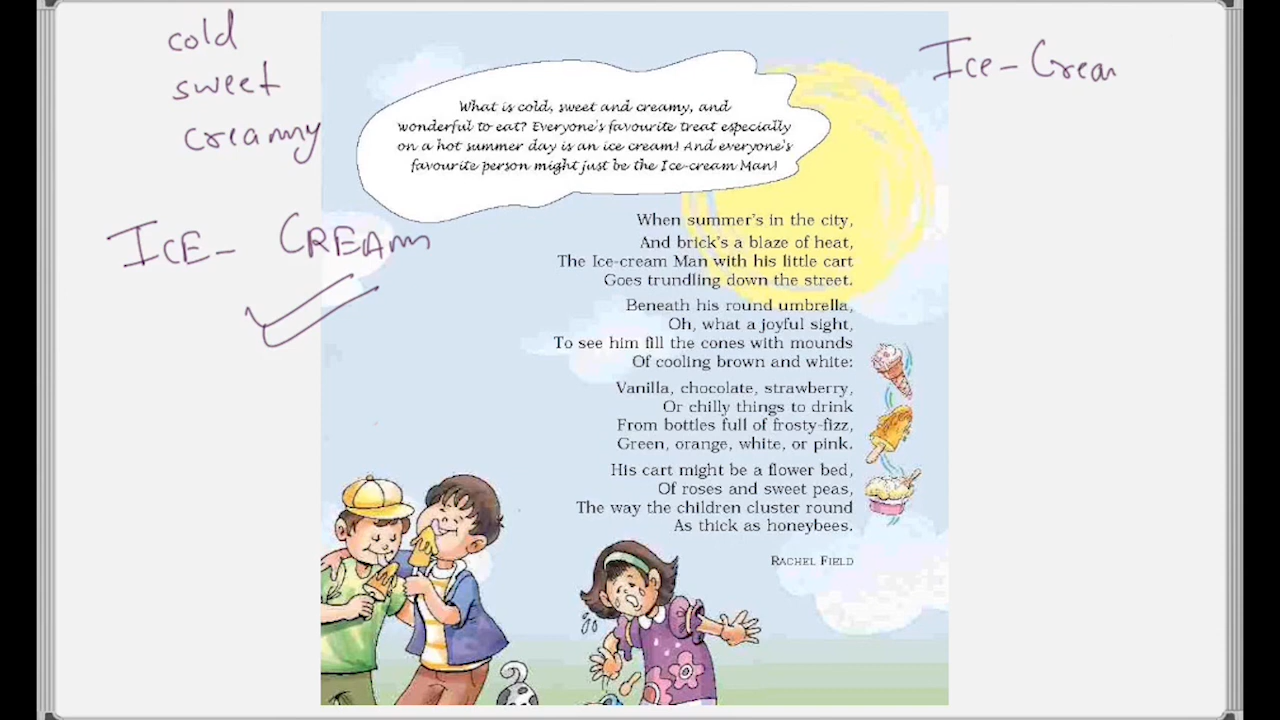 cold
sweet
creamy
ICE- CREAM
Ice-Cream
What is cold, sweet and creamy, and
wonderful to eat? Everyone's favourite treat especially
on a hot summer day is an ice cream! And everyone's
favourite person might just be the Ice-cream Man!
When summer's in the city,
And brick's a blaze of heat,
The Ice-cream Man with his little cart
Goes trundling down the street.
Beneath his round umbrella,
Oh, what a joyful sight,
To see him fill the cones with mounds
Of cooling brown and white:
Vanilla, chocolate, strawberry,
Or chilly things to drink
From bottles full of frosty-fizz,
Green, orange, white, or pink.
His cart might be a flower bed,
Of roses and sweet peas,
The way the children cluster round
As thick as honeybees.
RACHEL FIELD